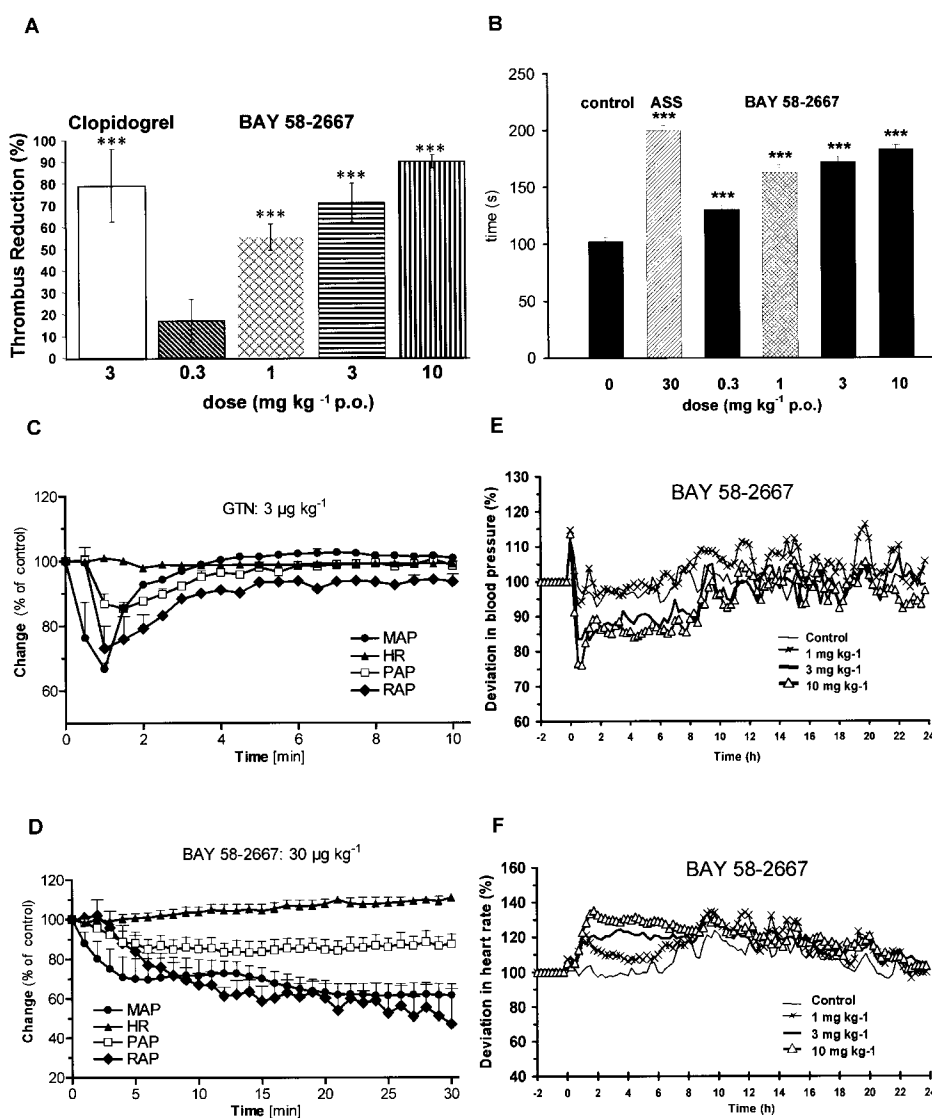 A
Clopidogrel BAY 58-2667
Thrombus Reduction (%)
100
90
80
70
60
50
40
30
20
10
0
*** *** *** ***
3 0.3 1 3 10
dose (mg kg -1 p.o.)
B
250
200
150
100
50
0
time (s)
control ASS BAY 58-2667
*** *** *** *** ***
0 30 0.3 1 3 10
dose (mg kg-1 p.o.)
C
GTN: 3 µg kg-1
Change (% of control)
120
100
80
60
MAP
HR
PAP
RAP
0 2 4 6 8 10
Time [min]
E
BAY 58-2667
Deviation in blood pressure (%)
130
120
110
100
90
80
70
60
Control
1 mg kg-1
3 mg kg-1
10 mg kg-1
-2 0 2 4 6 8 10 12 14 16 18 20 22 24
Time (h)
D
BAY 58-2667: 30 µg kg-1
Change (% of control)
120
100
80
60
40
20
MAP
HR
PAP
RAP
0 5 10 15 20 25 30
Time [min]
F
BAY 58-2667
Deviation in heart rate (%)
160
140
120
100
80
60
40
Control
1 mg kg-1
3 mg kg-1
10 mg kg-1
-2 0 2 4 6 8 10 12 14 16 18 20 22 24
Time (h)